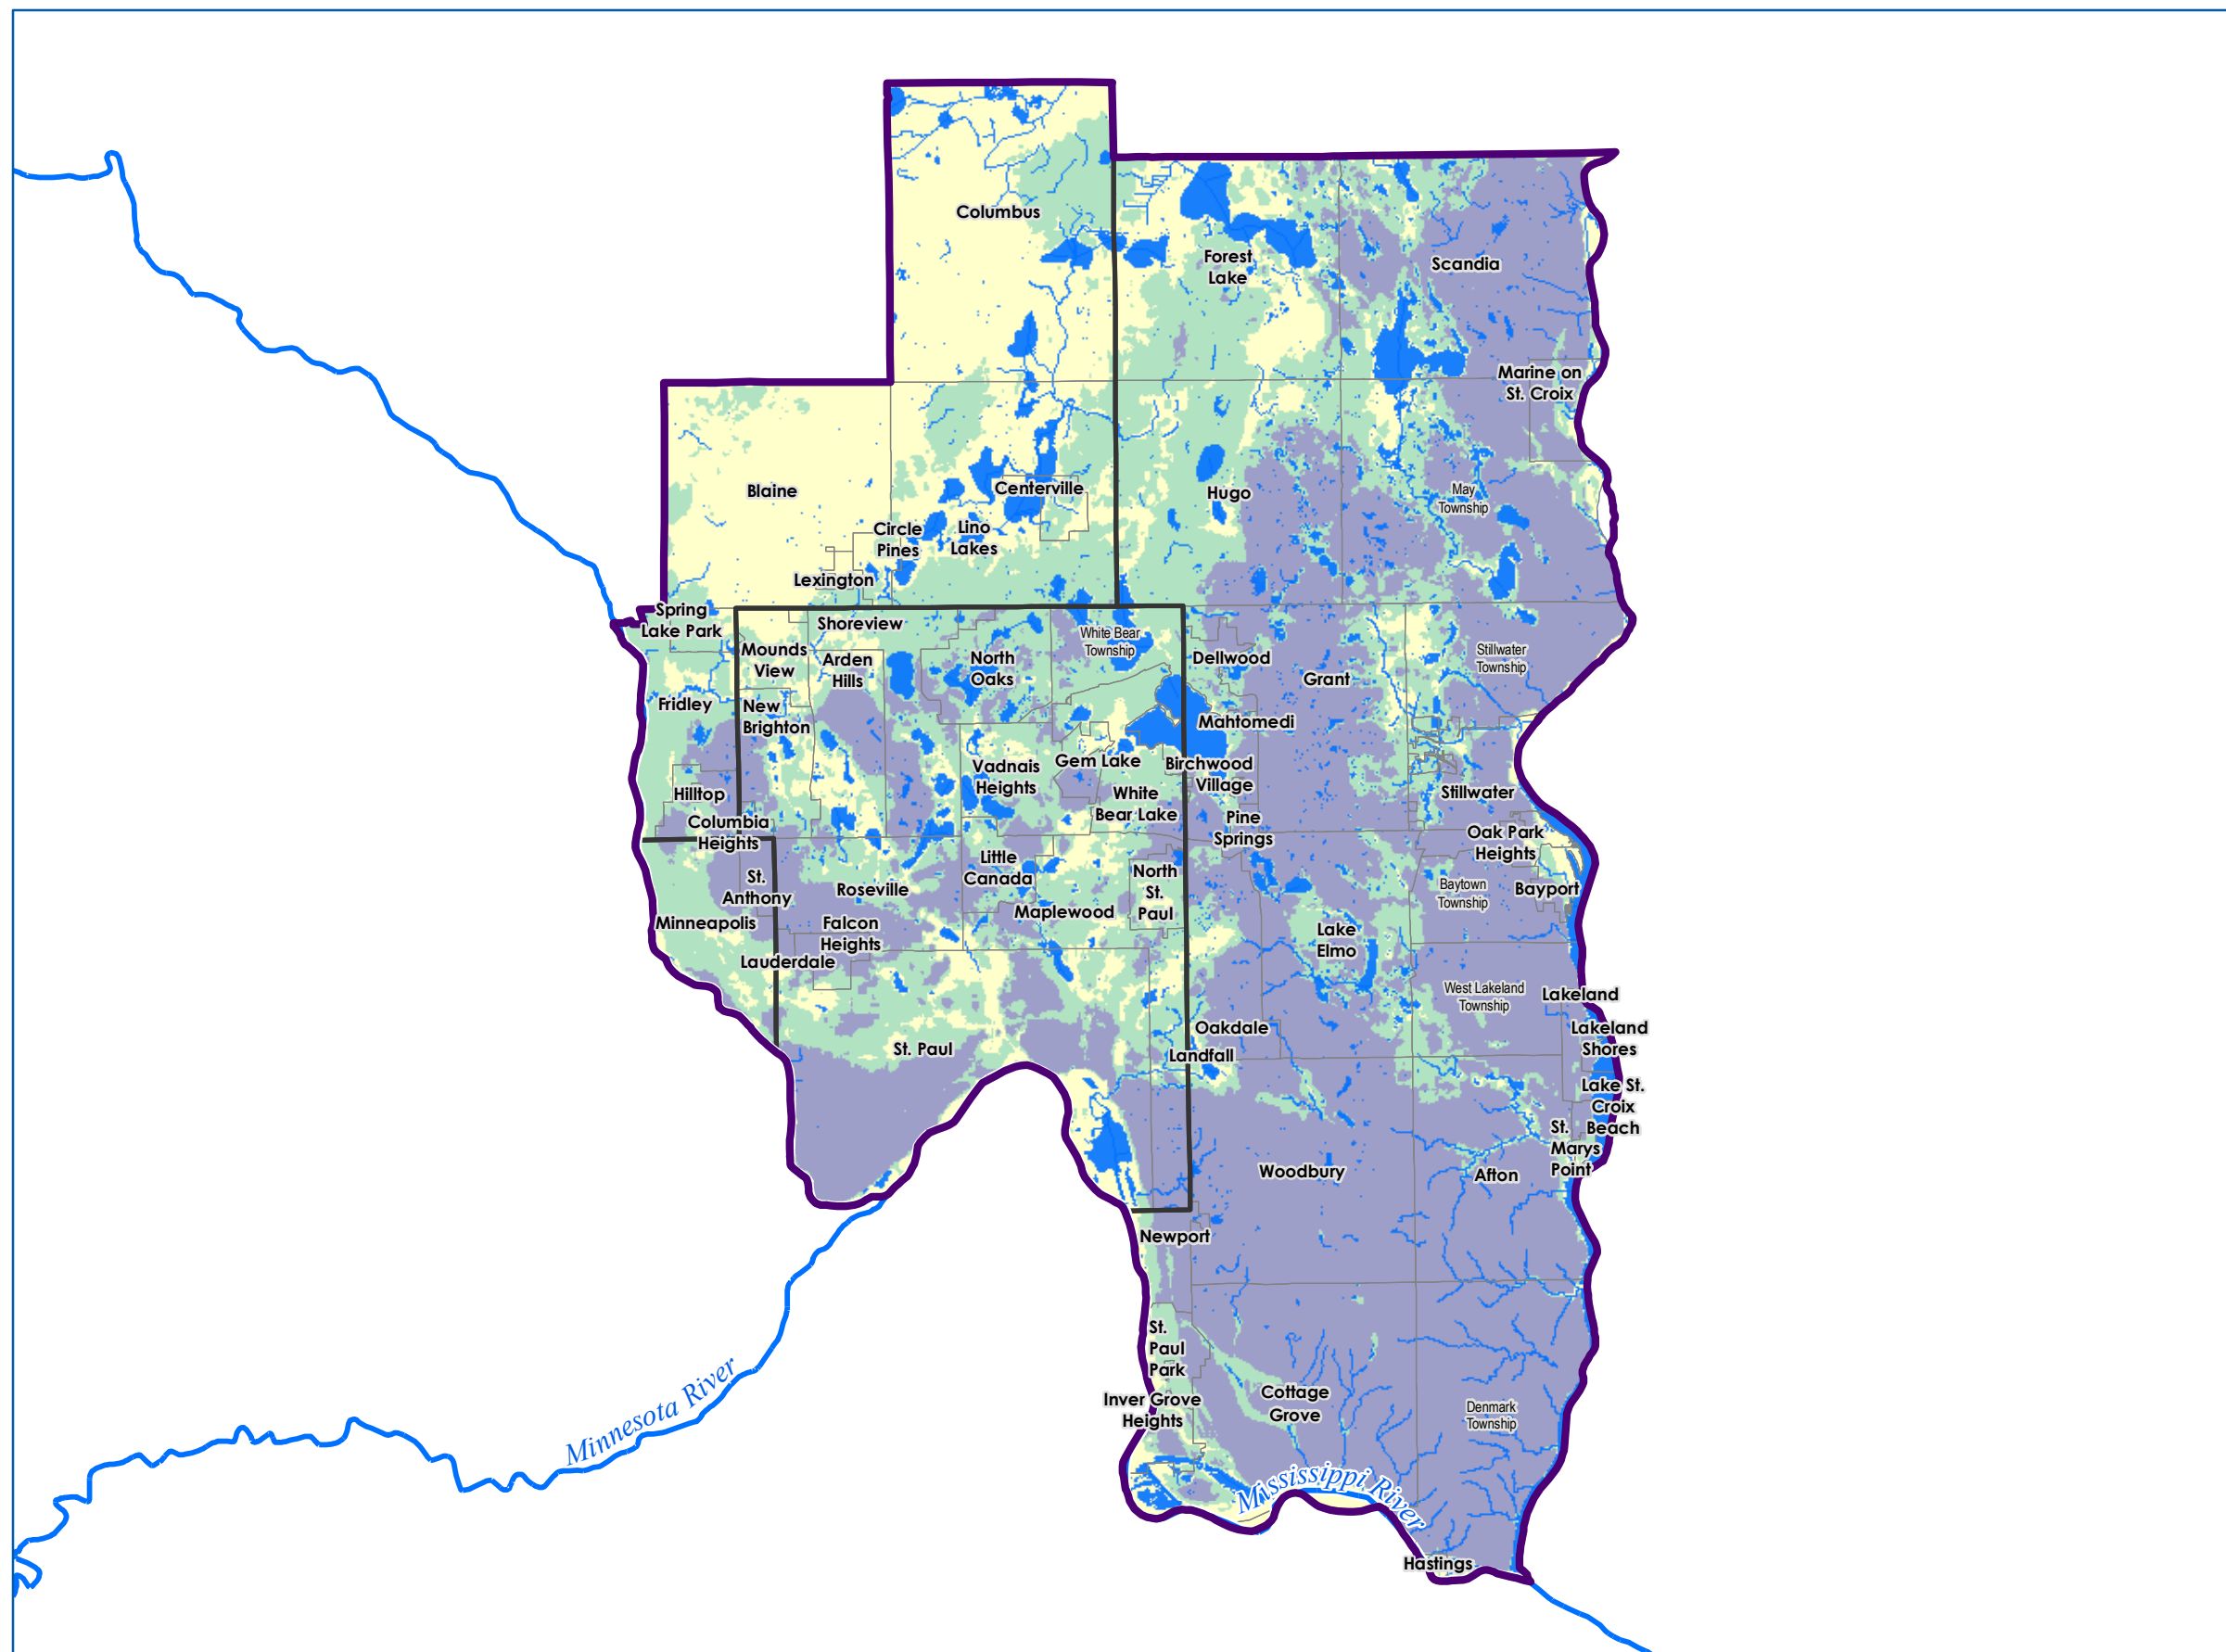 Columbus
Forest
Lake
Scandia
Marine on
St. Croix
Blaine
Centerville
Hugo
May
Township
Circle
Pines
Lino
Lakes
Lexington
Spring
Lake Park
Shoreview
White Bear
Township
Mounds
View
Arden
Hills
North
Oaks
Dellwood
Stillwater
Township
Grant
Fridley
New
Brighton
Mahtomedi
Gem Lake
Vadnais
Heights
Birchwood
Village
Hilltop
White
Bear Lake
Stillwater
Columbia
Heights
Pine
Springs
Oak Park
Heights
Little
Canada
St.
Anthony
Roseville
North
St.
Paul
Baytown
Township
Bayport
Maplewood
Minneapolis
Falcon
Heights
Lake
Elmo
Lauderdale
West Lakeland
Township
Lakeland
Oakdale
Lakeland
Shores
St. Paul
Landfall
Lake St.
Croix
Beach
St.
Marys
Point
Woodbury
Afton
Newport
St.
Paul
Park
Minnesota River
Inver Grove
Heights
Cottage
Grove
Denmark
Township
Mississippi River
Hastings